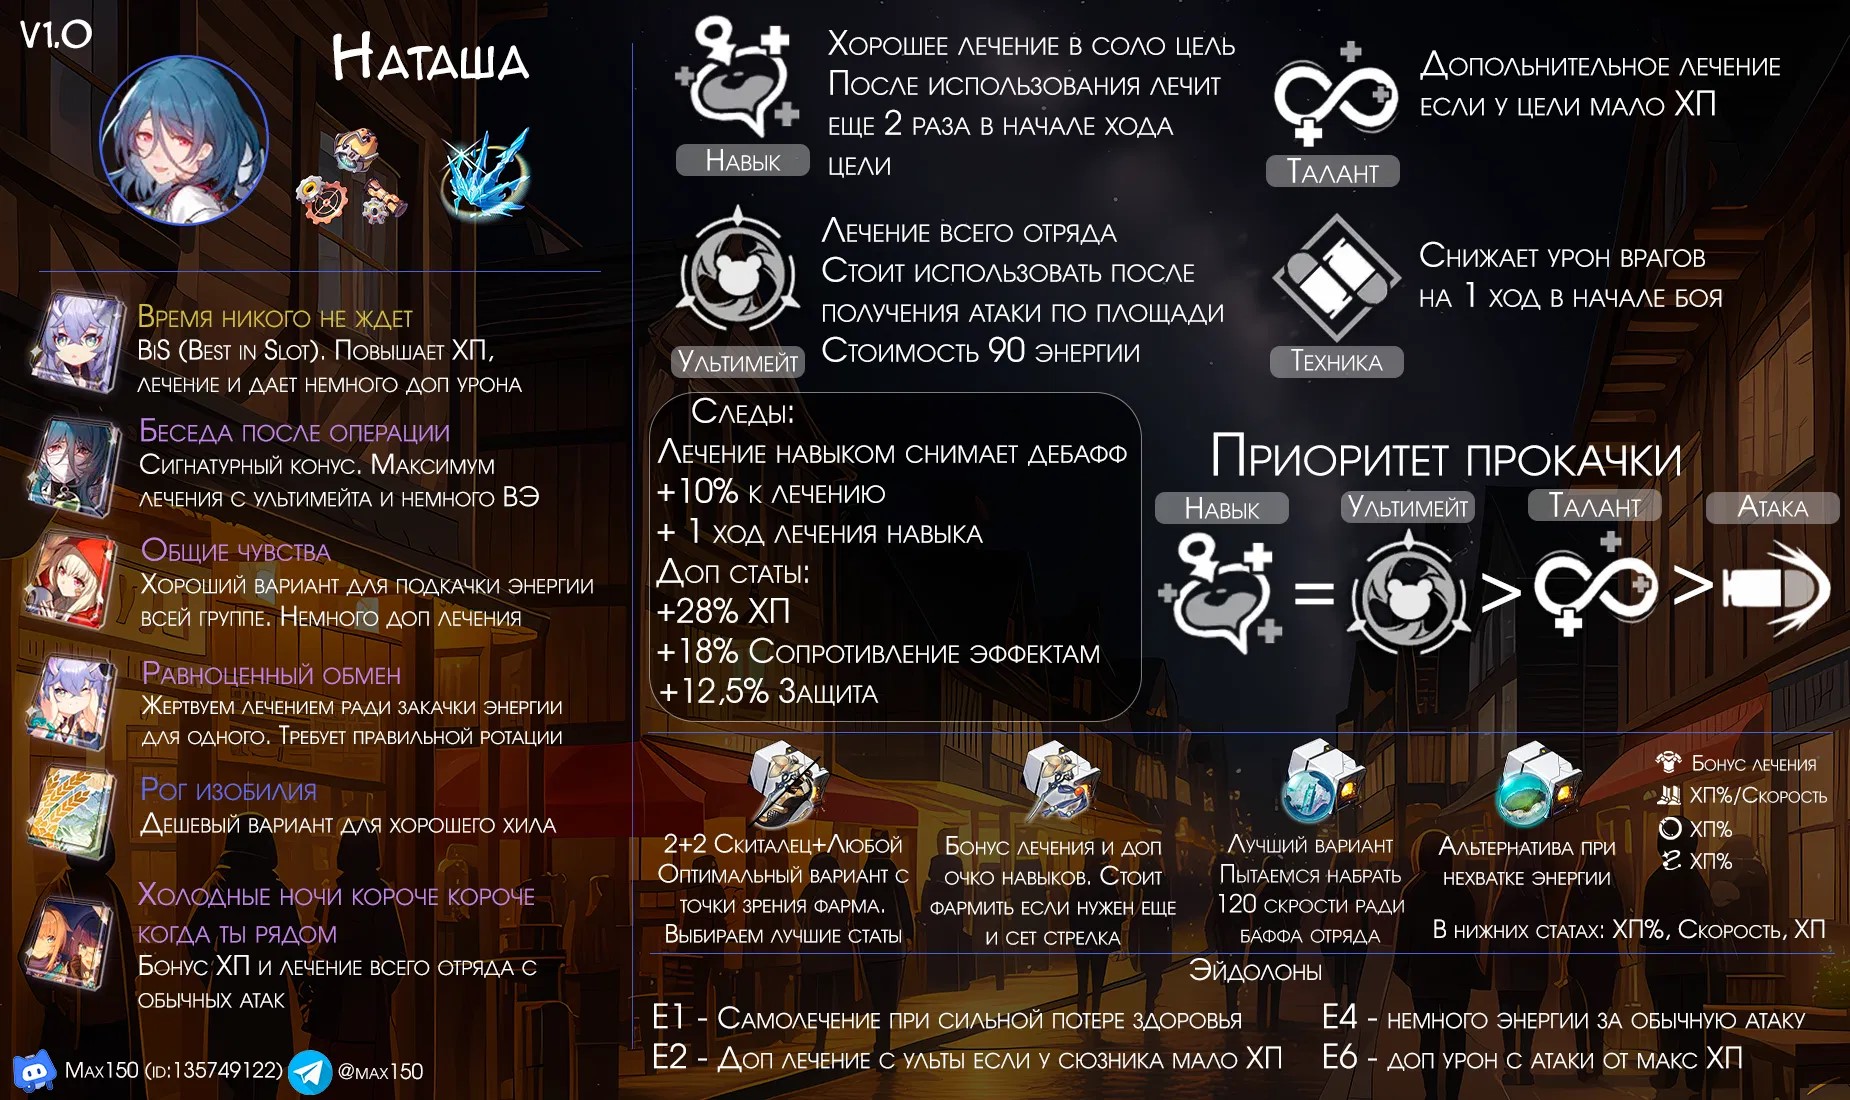 V1.0
Наташа
Время никого не ждет
BiS (Best in Slot). Повышает ХП,
лечение и дает немного доп урона
Беседа после операции
Сигнатурный конус. Максимум
лечения с ультимейта и немного ВЭ
Общие чувства
Хороший вариант для подкачки энергии
всей группе. Немного доп лечения
Равноценный обмен
Жертвуем лечением ради закачки энергии
для одного. Требует правильной ротации
Рог изобилия
Дешевый вариант для хорошего хила
Холодные ночи короче короче
когда ты рядом
Бонус ХП и лечение всего отряда с
обычных атак
Max150 (id:135749122)
@max150
Хорошее лечение в соло цель
После использования лечит
еще 2 раза в начале хода
цели
Навык
Дополнительное лечение
если у цели мало ХП
Талант
Лечение всего отряда
Стоит использовать после
получения атаки по площади
Стоимость 90 энергии
Ультимейт
Снижает урон врагов
на 1 ход в начале боя
Техника
Следы:
Лечение навыком снимает дебафф
+10% к лечению
+ 1 ход лечения навыка
Доп статы:
+28% ХП
+18% Сопротивление эффектам
+12,5% Защита
Приоритет прокачки
Навык
Ультимейт
Талант
Атака
= > >
2+2 Скиталец+Любой
Оптимальный вариант с
точки зрения фарма.
Выбираем лучшие статы
Бонус лечения и доп
очко навыков. Стоит
фармить если нужен еще
и сет стрелка
Лучший вариант
Пытаемся набрать
120 скрости ради
баффа отряда
Альтернатива при
нехватке энергии
Бонус лечения
ХП%/Скорость
ХП%
ХП%
В нижних статах: ХП%, Скорость, ХП
Эйдолоны
E1 - Самолечение при сильной потере здоровья
E2 - Доп лечение с ульты если у сюзника мало ХП
E4 - немного энергии за обычную атаку
E6 - доп урон с атаки от макс ХП